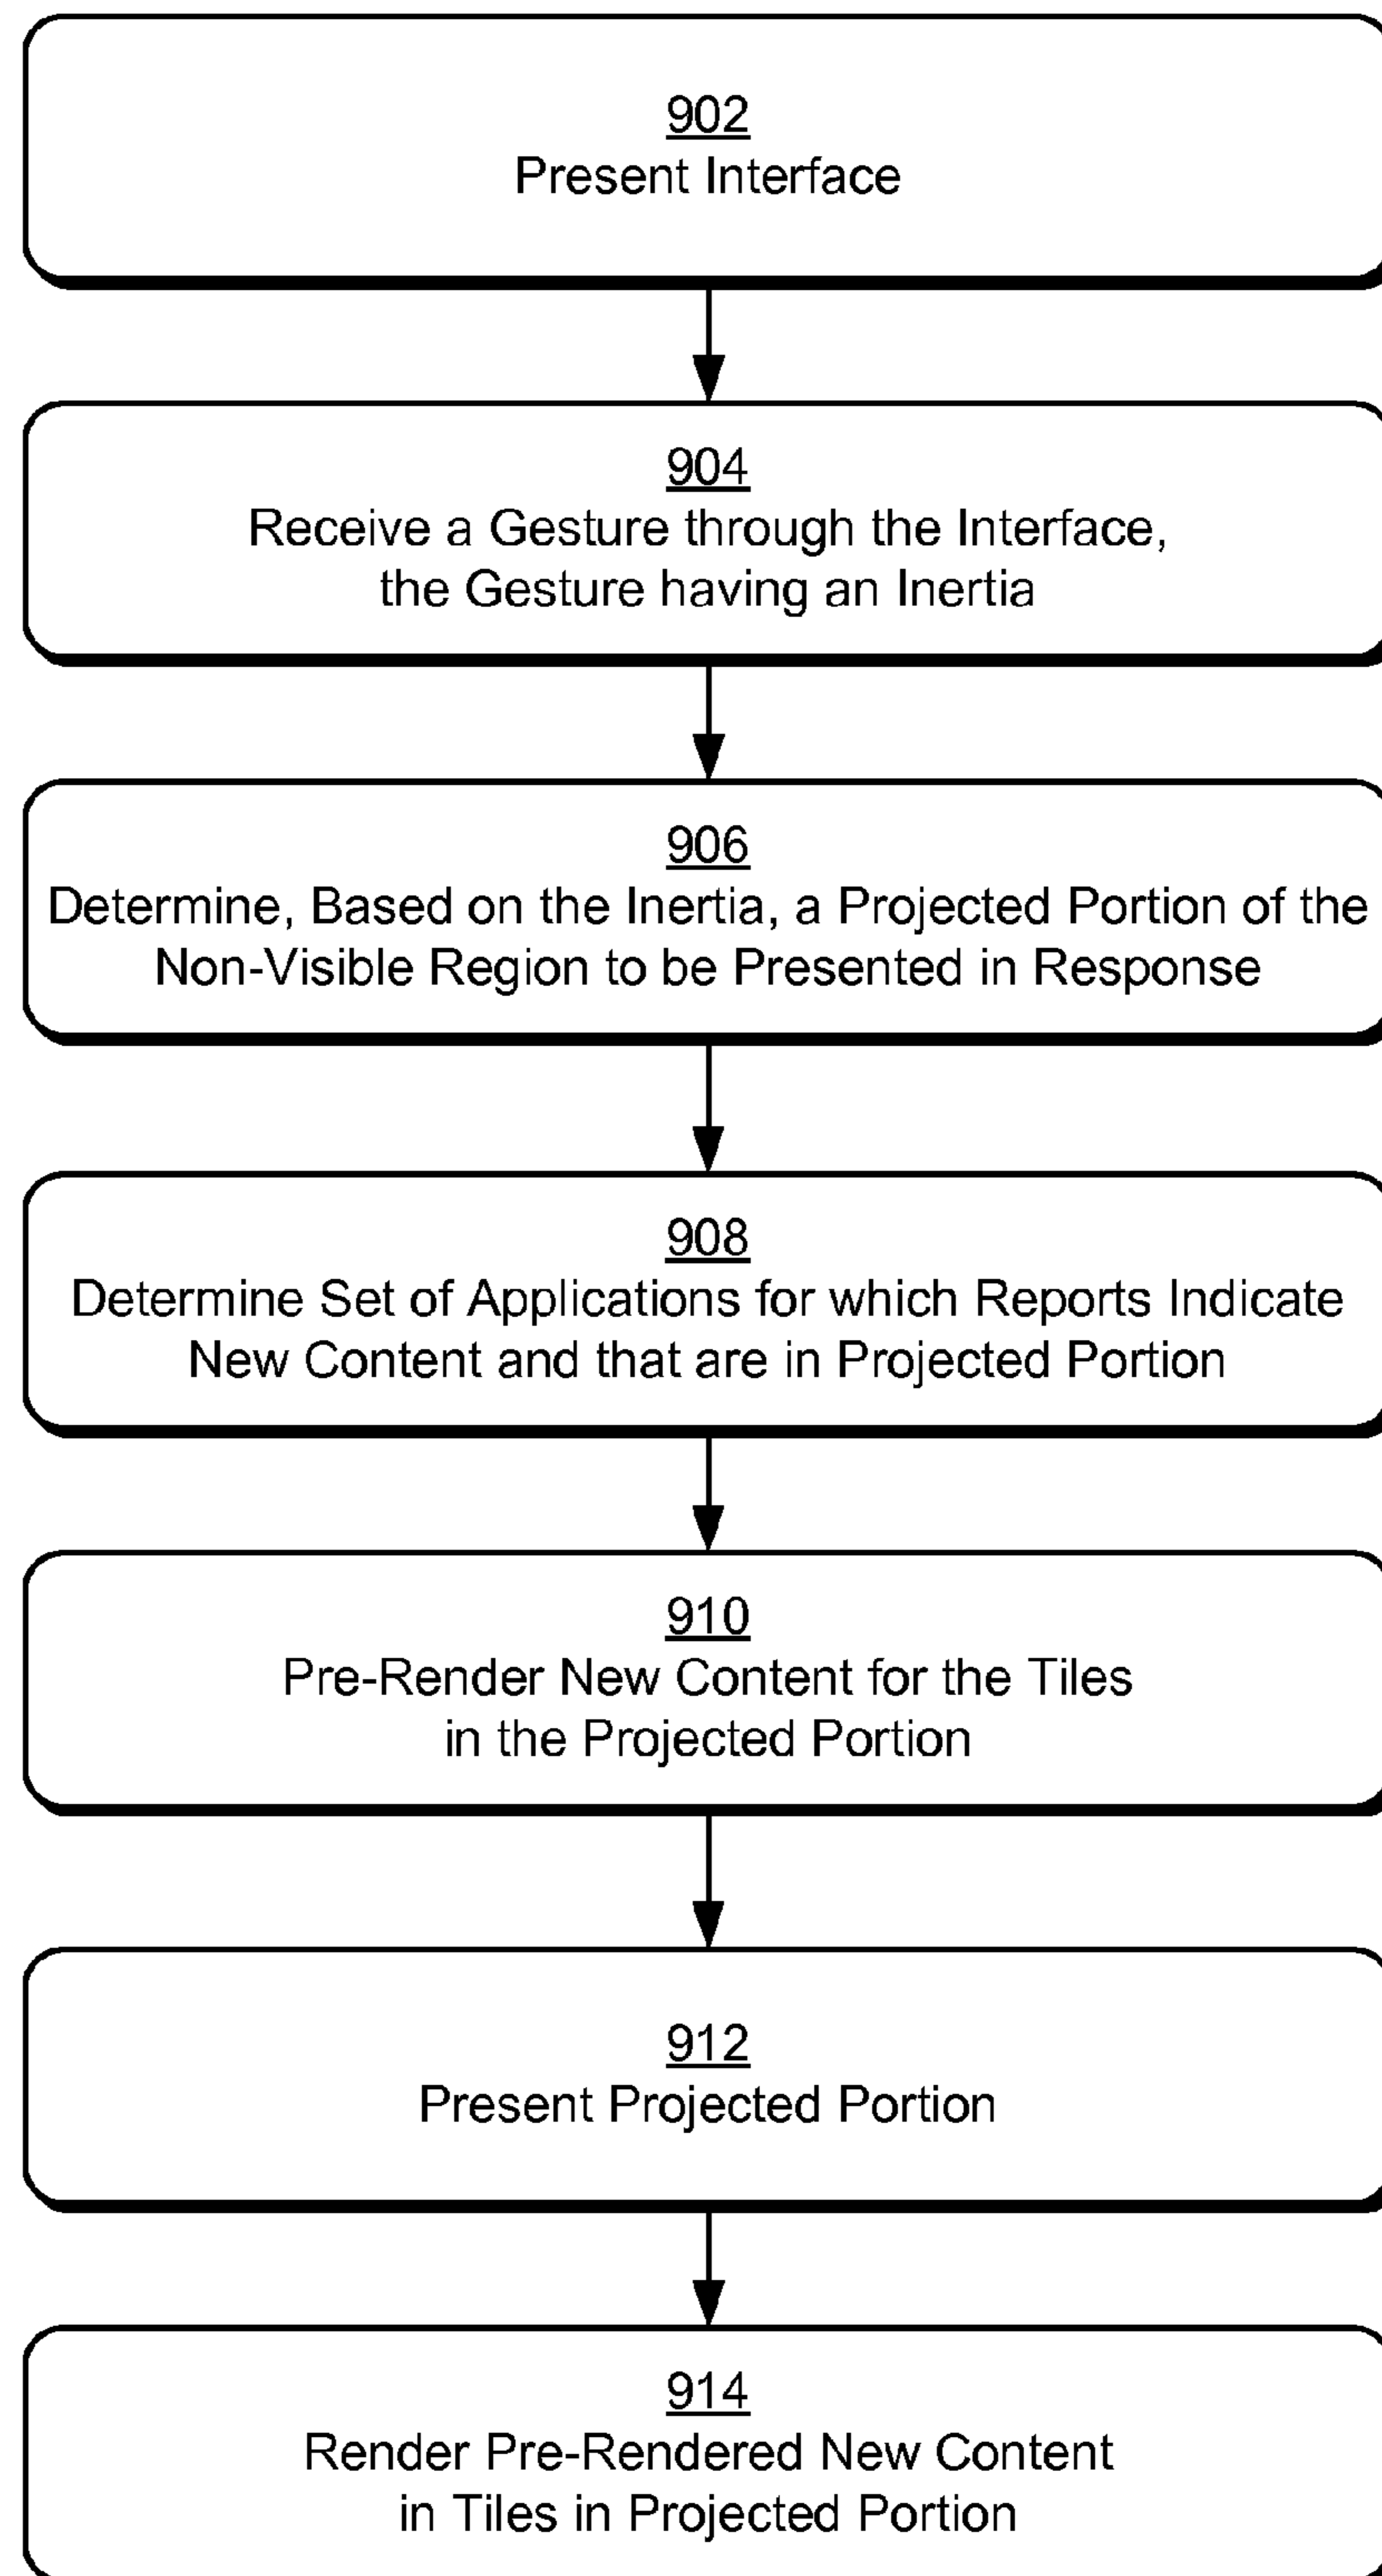 902
Present Interface
904
Receive a Gesture through the Interface,
the Gesture having an Inertia
906
Determine, Based on the Inertia, a Projected Portion of the
Non-Visible Region to be Presented in Response
908
Determine Set of Applications for which Reports Indicate
New Content and that are in Projected Portion
910
Pre-Render New Content for the Tiles
in the Projected Portion
912
Present Projected Portion
914
Render Pre-Rendered New Content
in Tiles in Projected Portion